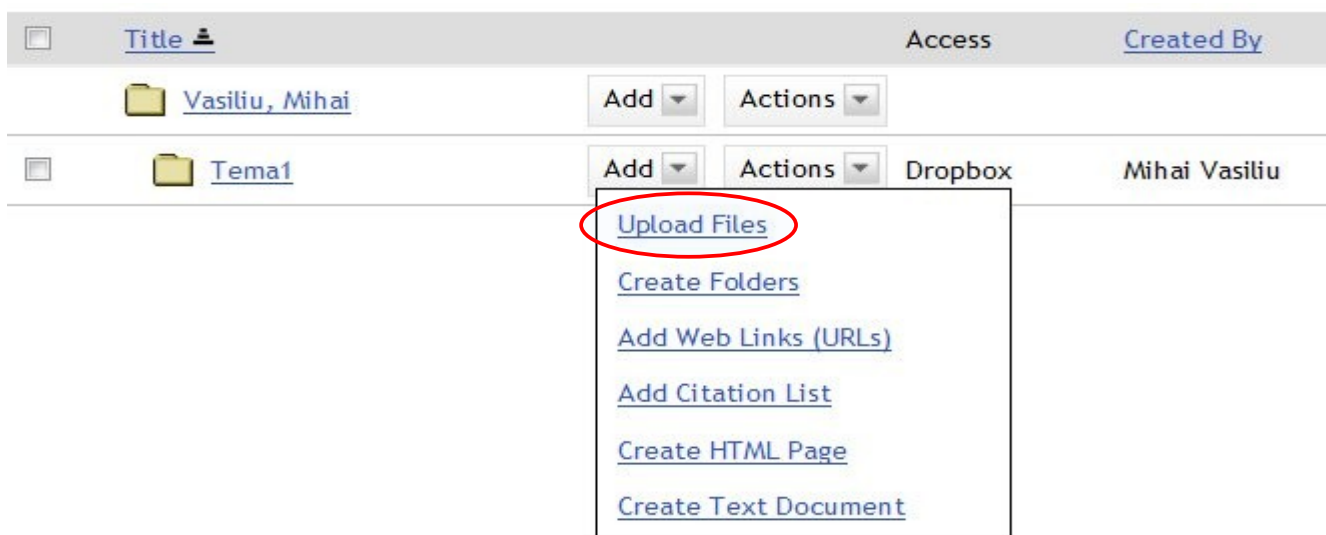 Title Access Created By
Vasiliu, Mihai Add Actions
Tema1 Add Actions Dropbox Mihai Vasiliu
Upload Files
Create Folders
Add Web Links (URLs)
Add Citation List
Create HTML Page
Create Text Document